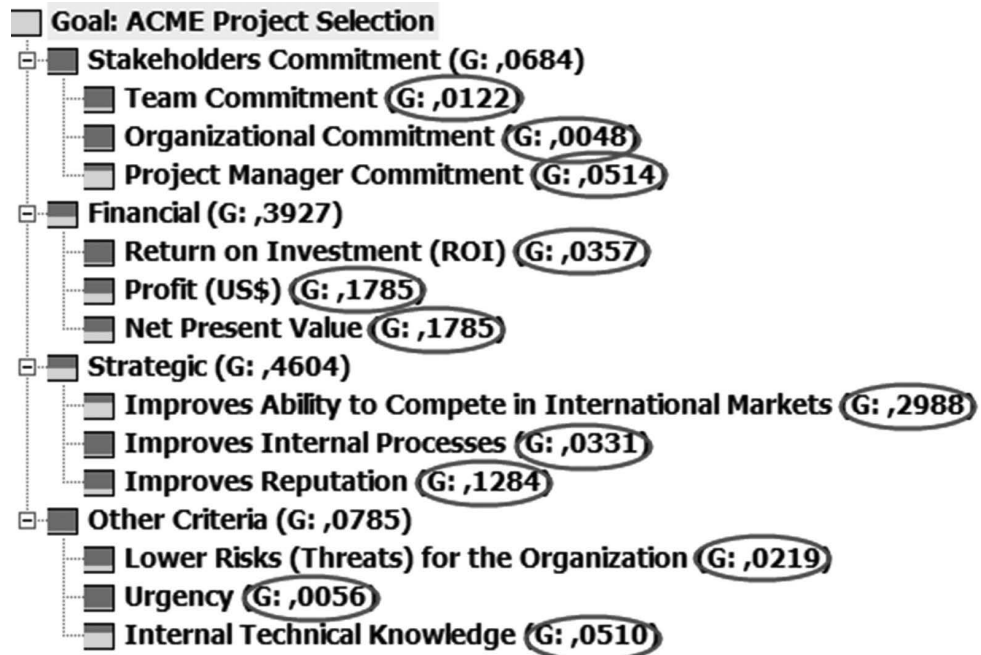 Goal: ACME Project Selection
Stakeholders Commitment (G: ,0684)
Team Commitment (G: ,0122)
Organizational Commitment (G: ,0048)
Project Manager Commitment (G: ,0514)
Financial (G: ,3927)
Return on Investment (ROI) (G: ,0357)
Profit (US$) (G: ,1785)
Net Present Value (G: ,1785)
Strategic (G: ,4604)
Improves Ability to Compete in International Markets (G: ,2988)
Improves Internal Processes (G: ,0331)
Improves Reputation (G: ,1284)
Other Criteria (G: ,0785)
Lower Risks (Threats) for the Organization (G: ,0219)
Urgency (G: ,0056)
Internal Technical Knowledge (G: ,0510)